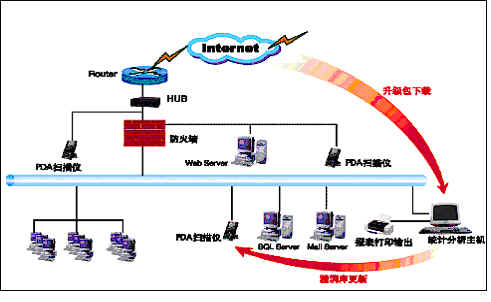 Internet
Router
升级包下载
HUB
防火墙
Web Server
PDA扫描仪
PDA扫描仪
PDA扫描仪
SQL Server
Mail Server
报表打印输出
统计分析主机
漏洞库更新